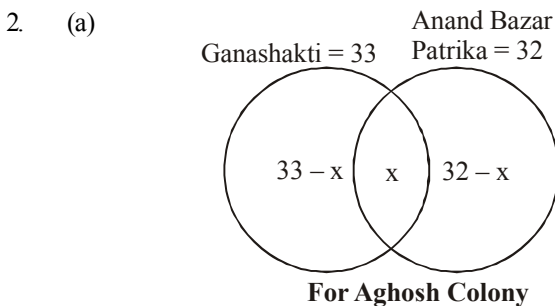 2. (a)
Anand Bazar
Ganashakti = 33 Patrika = 32
33 – x x 32 – x
For Aghosh Colony